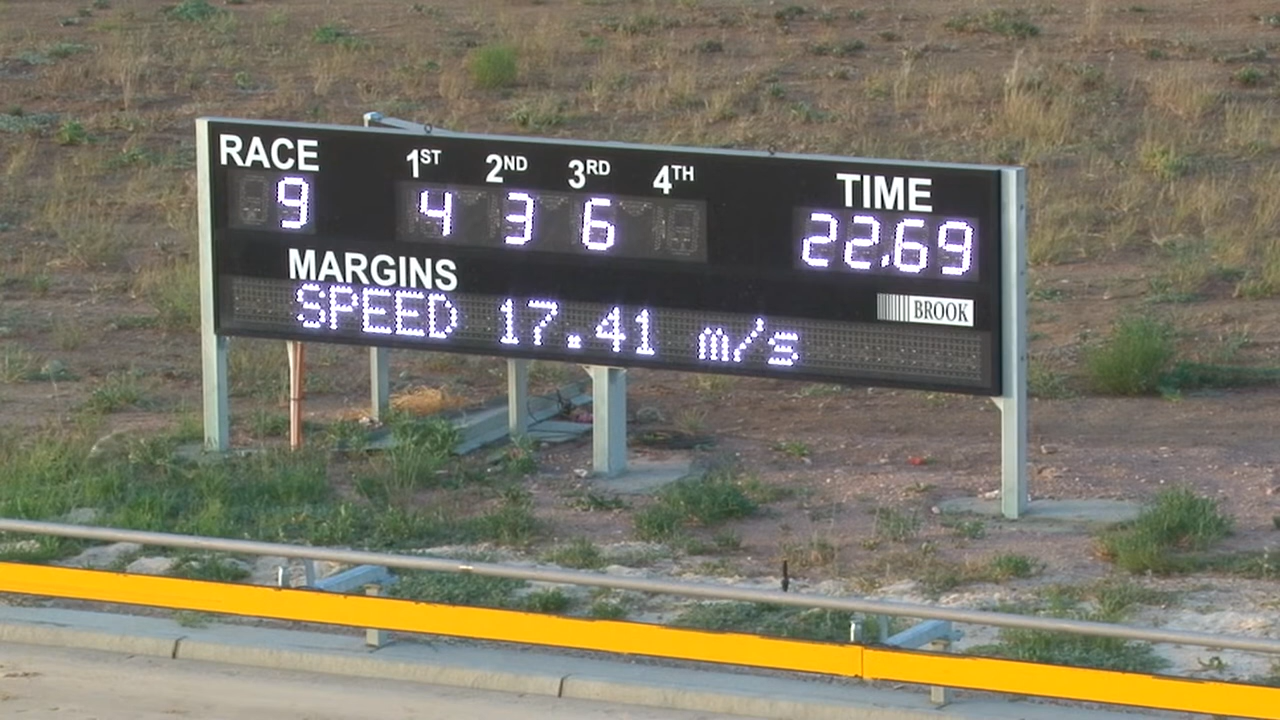 RACE 1ST 2ND 3RD 4TH TIME
9 4 3 6 22.69
MARGINS
BROOK
SPEED 17.41 m/s